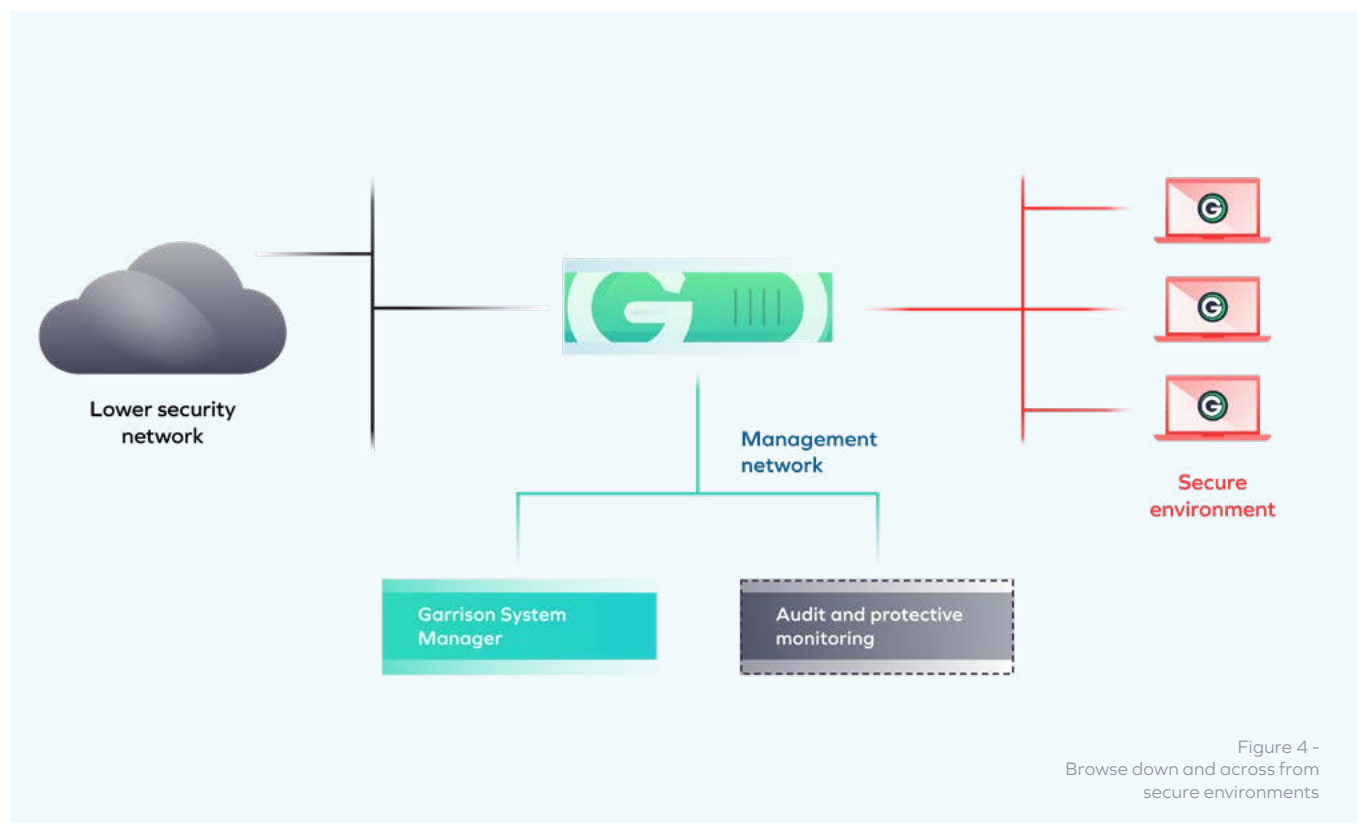 Lower security
network
Management
network
Secure
environment
Garrison System
Manager
Audit and protective
monitoring
Figure 4 -
Browse down and across from
secure environments